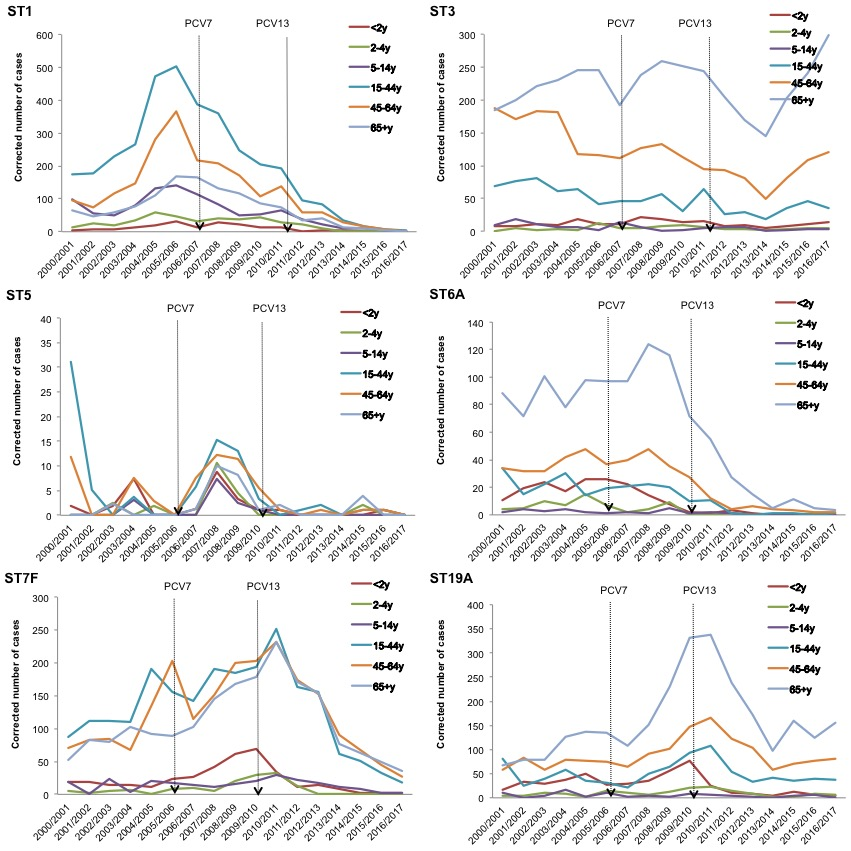 ST1
PCV7
PCV13
Corrected number of cases
600
500
400
300
200
100
0
<2y
2-4y
5-14y
15-44y
45-64y
65+y
2000/2001
2001/2002
2002/2003
2003/2004
2004/2005
2005/2006
2006/2007
2007/2008
2008/2009
2009/2010
2010/2011
2011/2012
2012/2013
2013/2014
2014/2015
2015/2016
2016/2017
ST3
PCV7
PCV13
Corrected number of cases
300
250
200
150
100
50
0
<2y
2-4y
5-14y
15-44y
45-64y
65+y
2000/2001
2001/2002
2002/2003
2003/2004
2004/2005
2005/2006
2006/2007
2007/2008
2008/2009
2009/2010
2010/2011
2011/2012
2012/2013
2013/2014
2014/2015
2015/2016
2016/2017
ST5
PCV7
PCV13
Corrected number of cases
40
35
30
25
20
15
10
5
0
<2y
2-4y
5-14y
15-44y
45-64y
65+y
2000/2001
2001/2002
2002/2003
2003/2004
2004/2005
2005/2006
2006/2007
2007/2008
2008/2009
2009/2010
2010/2011
2011/2012
2012/2013
2013/2014
2014/2015
2015/2016
2016/2017
ST6A
PCV7
PCV13
Corrected number of cases
140
120
100
80
60
40
20
0
<2y
2-4y
5-14y
15-44y
45-64y
65+y
2000/2001
2001/2002
2002/2003
2003/2004
2004/2005
2005/2006
2006/2007
2007/2008
2008/2009
2009/2010
2010/2011
2011/2012
2012/2013
2013/2014
2014/2015
2015/2016
2016/2017
ST7F
PCV7
PCV13
Corrected number of cases
300
250
200
150
100
50
0
<2y
2-4y
5-14y
15-44y
45-64y
65+y
2000/2001
2001/2002
2002/2003
2003/2004
2004/2005
2005/2006
2006/2007
2007/2008
2008/2009
2009/2010
2010/2011
2011/2012
2012/2013
2013/2014
2014/2015
2015/2016
2016/2017
ST19A
PCV7
PCV13
Corrected number of cases
400
350
300
250
200
150
100
50
0
<2y
2-4y
5-14y
15-44y
45-64y
65+y
2000/2001
2001/2002
2002/2003
2003/2004
2004/2005
2005/2006
2006/2007
2007/2008
2008/2009
2009/2010
2010/2011
2011/2012
2012/2013
2013/2014
2014/2015
2015/2016
2016/2017